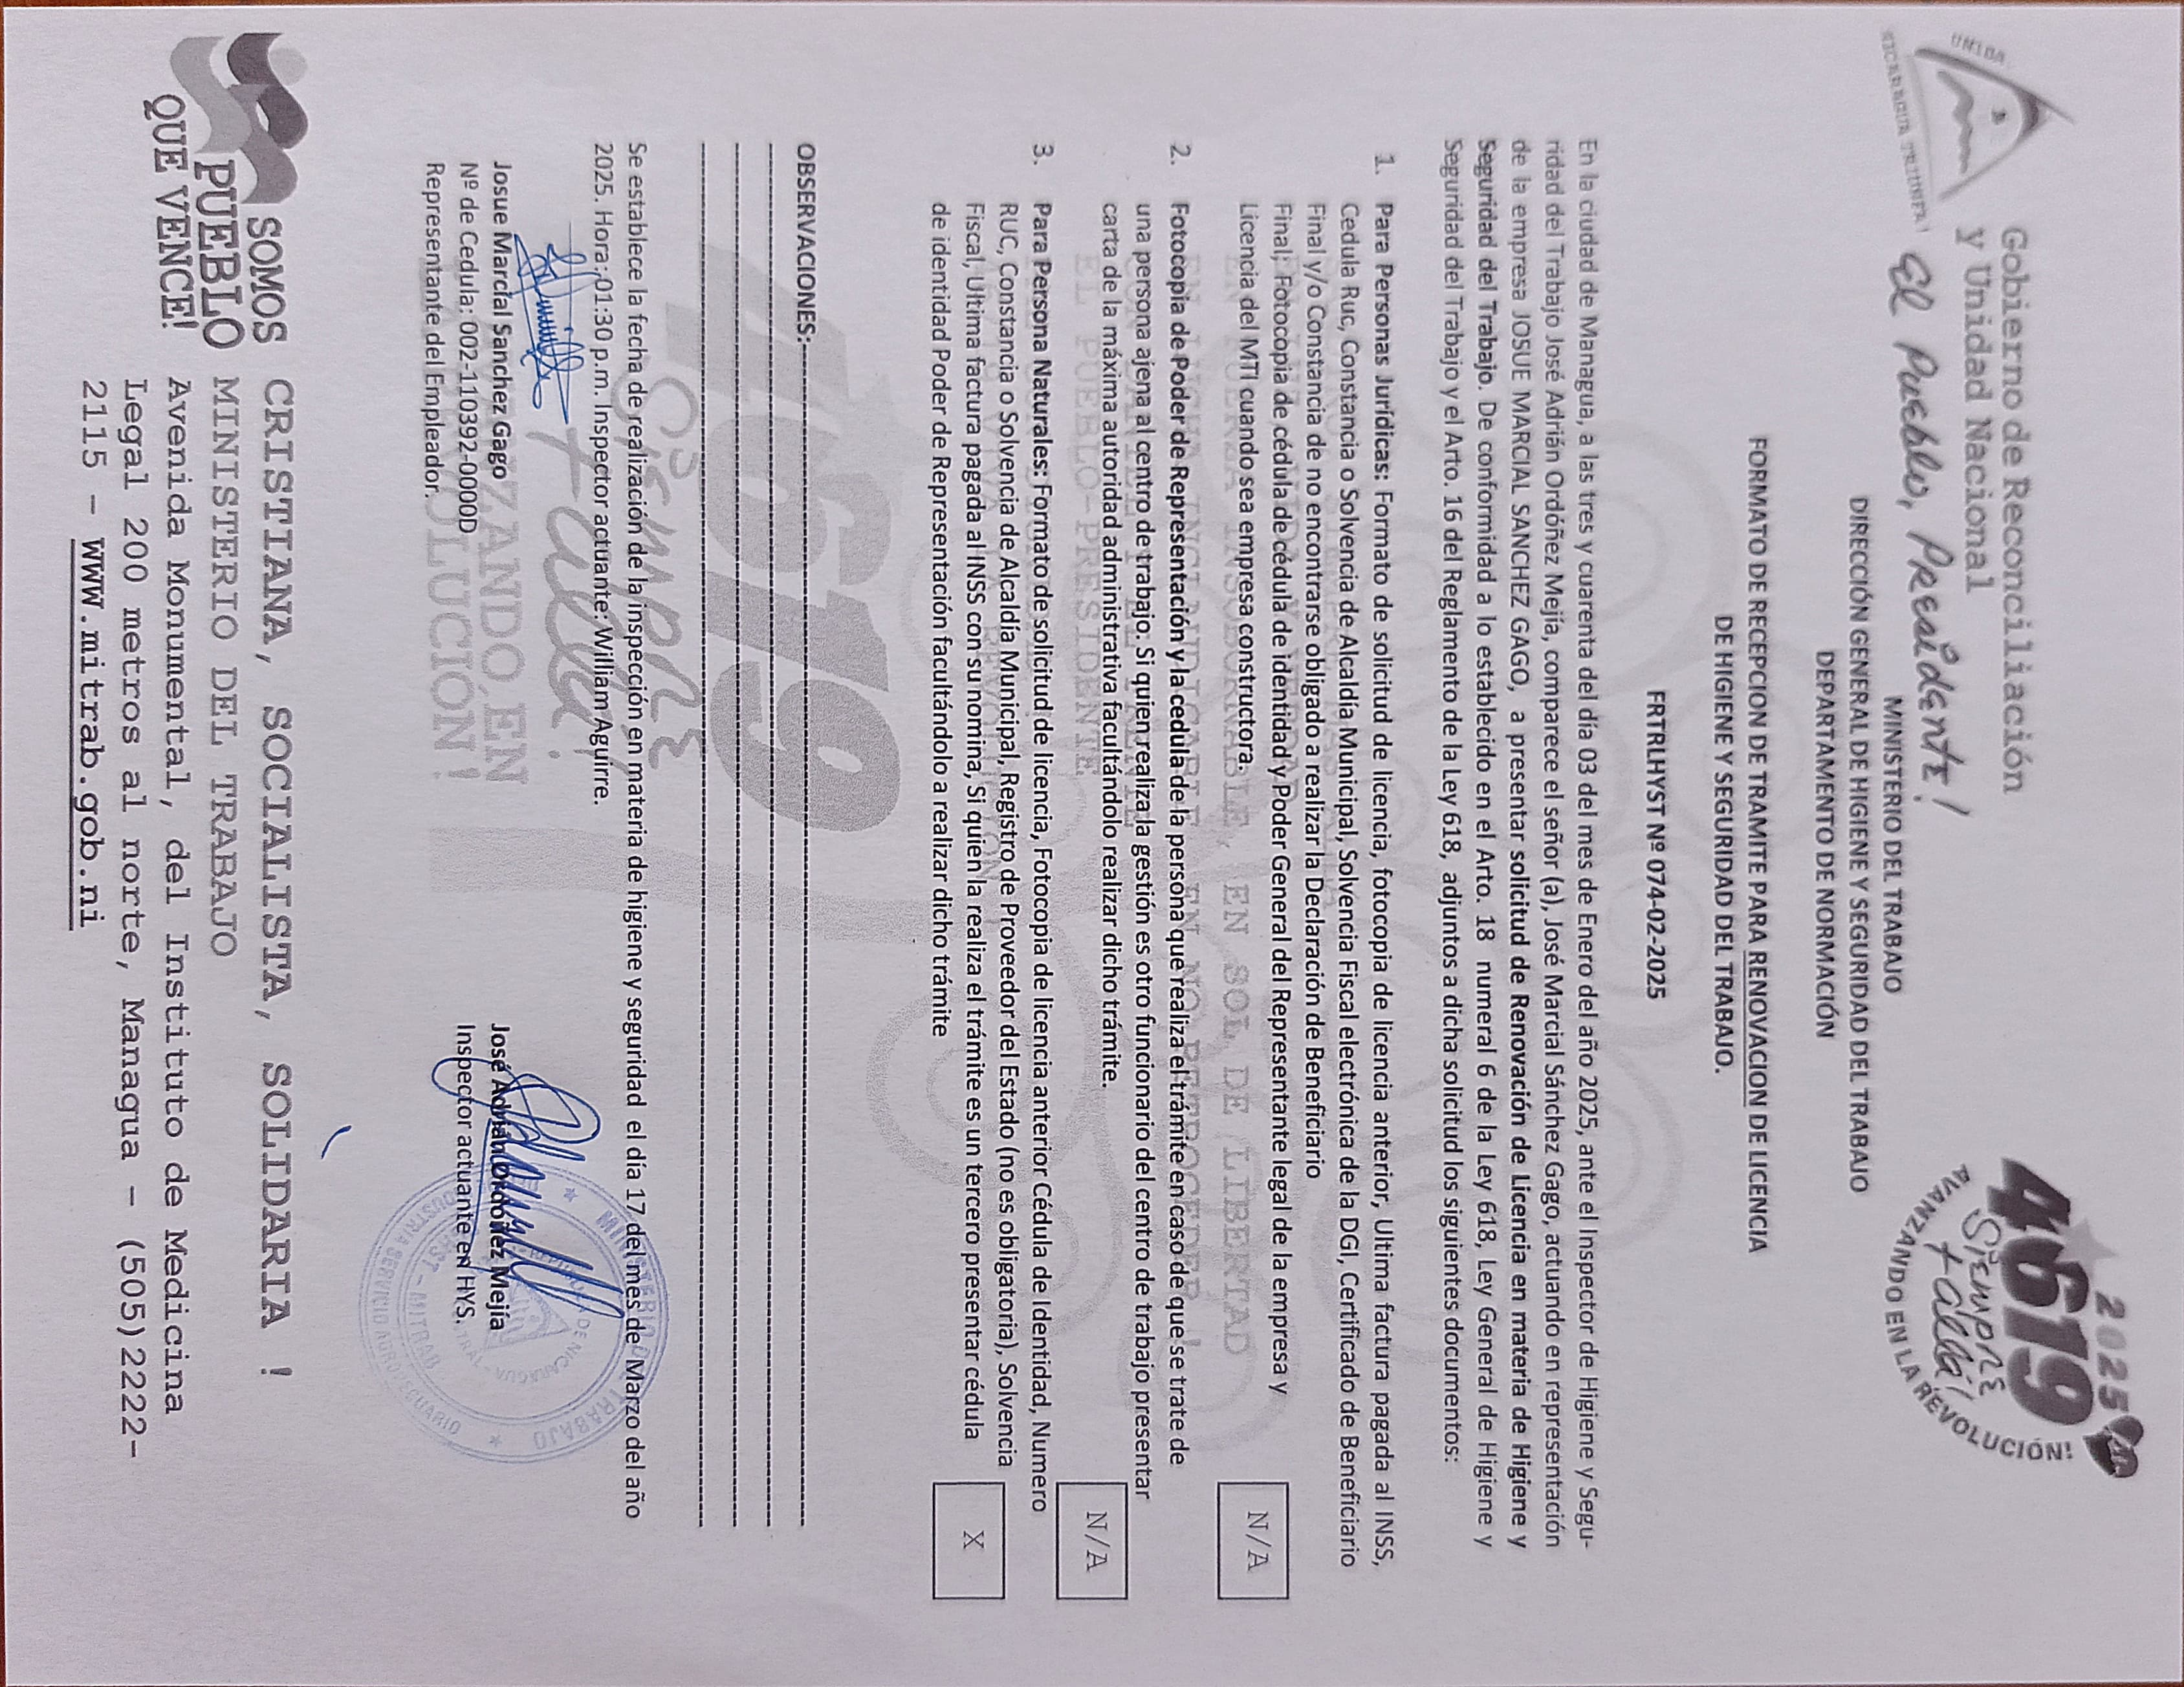 2025
4619
Siempre
+ allá!
AVANZANDO EN LA REVOLUCIÓN!
UNIDA
NICARAGUA TRIUNFA!
Gobierno de Reconciliación
y Unidad Nacional
El Pueblo, Presidente!
MINISTERIO DEL TRABAJO
DIRECCIÓN GENERAL DE HIGIENE Y SEGURIDAD DEL TRABAJO
DEPARTAMENTO DE NORMACIÓN
FORMATO DE RECEPCION DE TRAMITE PARA RENOVACION DE LICENCIA
DE HIGIENE Y SEGURIDAD DEL TRABAJO.
FRTRLHYST Nº 074-02-2025
En la ciudad de Managua, a las tres y cuarenta del día 03 del mes de Enero del año 2025, ante el Inspector de Higiene y Segu-
ridad del Trabajo José Adrián Ordóñez Mejía, comparece el señor (a), José Marcial Sánchez Gago, actuando en representación
de la empresa JOSUE MARCIAL SANCHEZ GAGO, a presentar solicitud de Renovación de Licencia en materia de Higiene y
Seguridad del Trabajo. De conformidad a lo establecido en el Arto. 18 numeral 6 de la Ley 618, Ley General de Higiene y
Seguridad del Trabajo y el Arto. 16 del Reglamento de la Ley 618, adjuntos a dicha solicitud los siguientes documentos:
1. Para Personas Jurídicas: Formato de solicitud de licencia, fotocopia de licencia anterior, Ultima factura pagada al INSS,
Cedula Ruc, Constancia o Solvencia de Alcaldía Municipal, Solvencia Fiscal electrónica de la DGI, Certificado de Beneficiario
Final y/o Constancia de no encontrarse obligado a realizar la Declaración de Beneficiario
Final; Fotocopia de cédula de cédula de identidad y Poder General del Representante legal de la empresa y
Licencia del MTI cuando sea empresa constructora.
N/A
EN FUERZA INSOBORNABLE, EN SOL DE LIBERTAD
2. Fotocopia de Poder de Representación y la cedula de la persona que realiza el trámite en caso de que se trate de
una persona ajena al centro de trabajo. Si quien realiza la gestión es otro funcionario del centro de trabajo presentar
carta de la máxima autoridad administrativa facultándolo realizar dicho trámite.
N/A
EL PUEBLO-PRESIDENTE
3. Para Persona Naturales: Formato de solicitud de licencia, Fotocopia de licencia anterior Cédula de Identidad, Numero
RUC, Constancia o Solvencia de Alcaldía Municipal, Registro de Proveedor del Estado (no es obligatoria), Solvencia
Fiscal, Ultima factura pagada al INSS con su nomina, Si quien la realiza el trámite es un tercero presentar cédula
de identidad Poder de Representación facultándolo a realizar dicho trámite
X
4619
OBSERVACIONES:
Siempre
+ allá!
AVANZANDO EN
LA REVOLUCIÓN!
Se establece la fecha de realización de la inspección en materia de higiene y seguridad el día 17 del mes de Marzo del año
2025. Hora: 01:30 p.m. Inspector actuante: William Aguirre.
Josue Marcial Sanchez Gago
Nº de Cedula: 002-110392-0000D
Representante del Empleador.
José Adrián Ordóñez Mejía
Inspector actuante en HYS.
MINISTERIO DEL TRABAJO
DE NICARAGUA
MITRAB
INDUSTRIA SERVICIO AGROPECUARIO
SOMOS
PUEBLO
QUE VENCE!
CRISTIANA, SOCIALISTA, SOLIDARIA !
MINISTERIO DEL TRABAJO
Avenida Monumental, del Instituto de Medicina
Legal 200 metros al norte, Managua – (505)2222-
2115 – WWW.mitrab.gob.ni